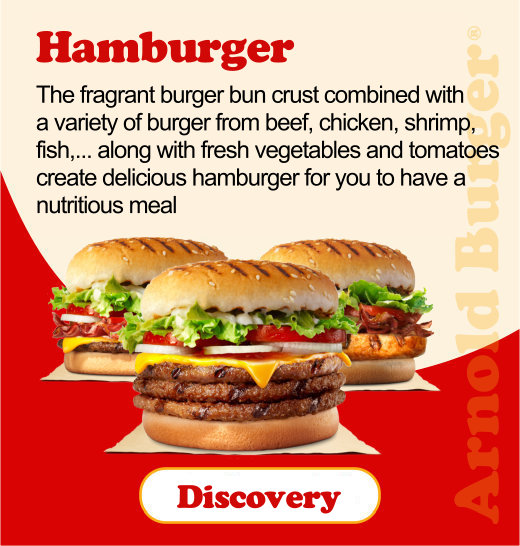 Hamburger
The fragrant burger bun crust combined with
a variety of burger from beef, chicken, shrimp,
fish,... along with fresh vegetables and tomatoes
create delicious hamburger for you to have a
nutritious meal
Arnold Burger®
Discovery